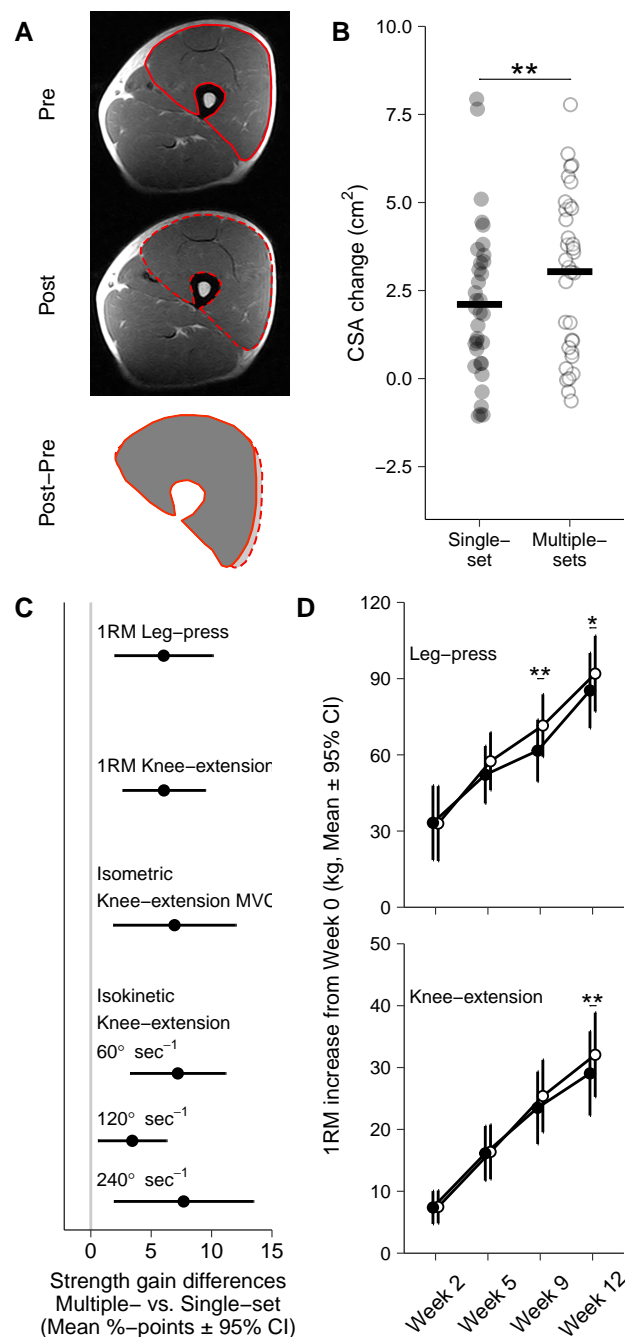 A
Pre
Post
Post−Pre
B
10.0
7.5
5.0
2.5
0.0
−2.5
CSA change (cm²)
**
Single−
set
Multiple−
sets
C
1RM Leg−press
1RM Knee−extension
Isometric
Knee−extension MVC
Isokinetic
Knee−extension
60° sec⁻¹
120° sec⁻¹
240° sec⁻¹
0 5 10 15
Strength gain differences
Multiple− vs. Single−set
(Mean %−points ± 95% CI)
D
1RM increase from Week 0 (kg, Mean ± 95% CI)
120
90
60
30
0
Leg−press
**
*
50
40
30
20
10
0
Knee−extension
**
Week 2
Week 5
Week 9
Week 12